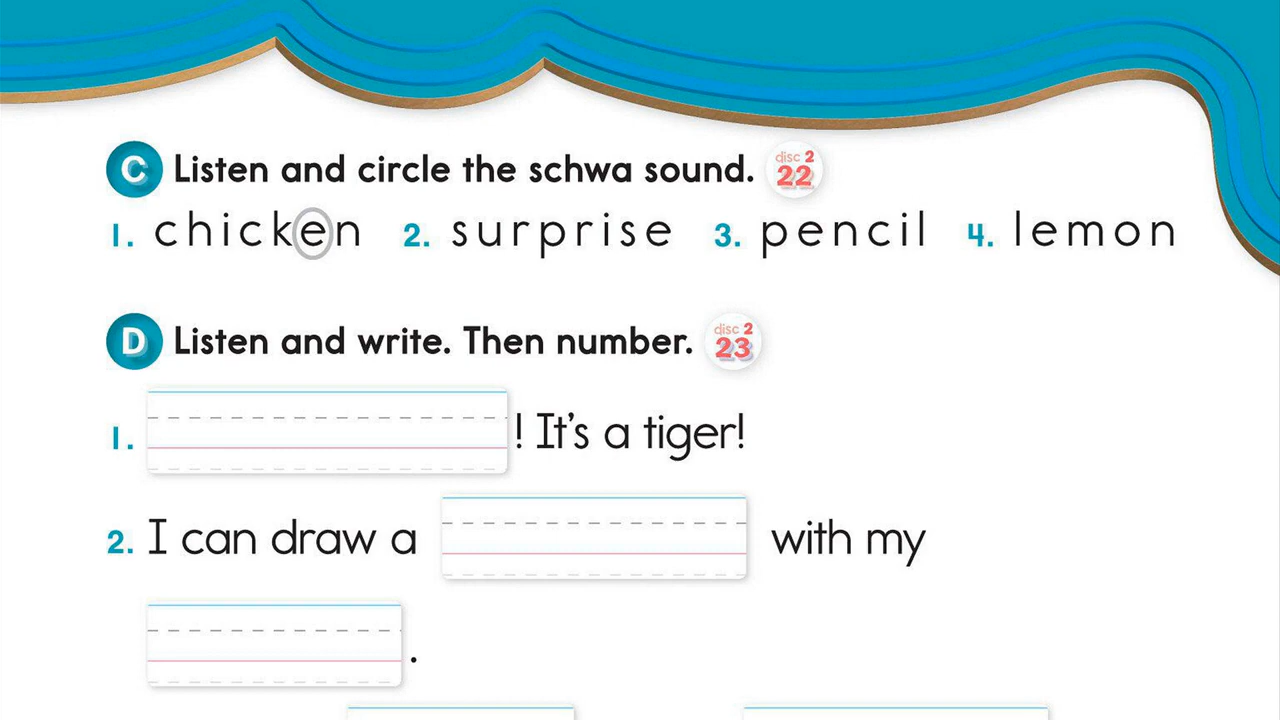 C Listen and circle the schwa sound. disc 2 22
1. chicken 2. surprise 3. pencil 4. lemon
D Listen and write. Then number. disc 2 23
1. ! It's a tiger!
2. I can draw a with my
.